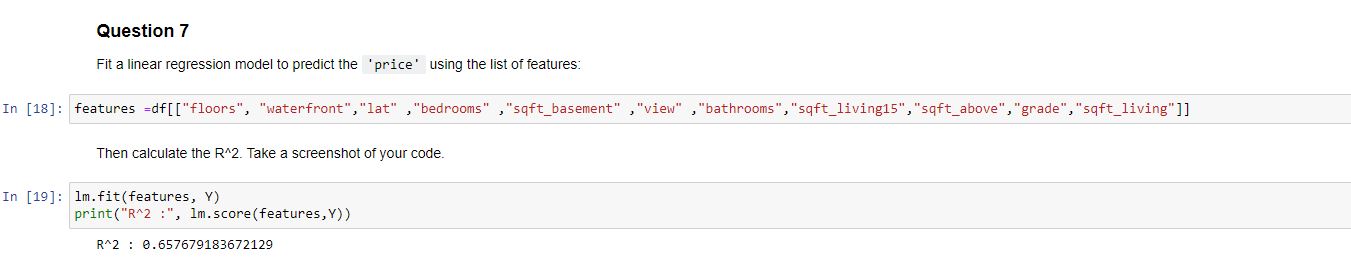 Question 7
Fit a linear regression model to predict the 'price' using the list of features:
In [18]: features =df[["floors", "waterfront","lat" ,"bedrooms" ,"sqft_basement" ,"view" ,"bathrooms","sqft_living15","sqft_above","grade","sqft_living"]]
Then calculate the R^2. Take a screenshot of your code.
In [19]: lm.fit(features, Y)
print("R^2 :", lm.score(features,Y))
R^2 : 0.657679183672129